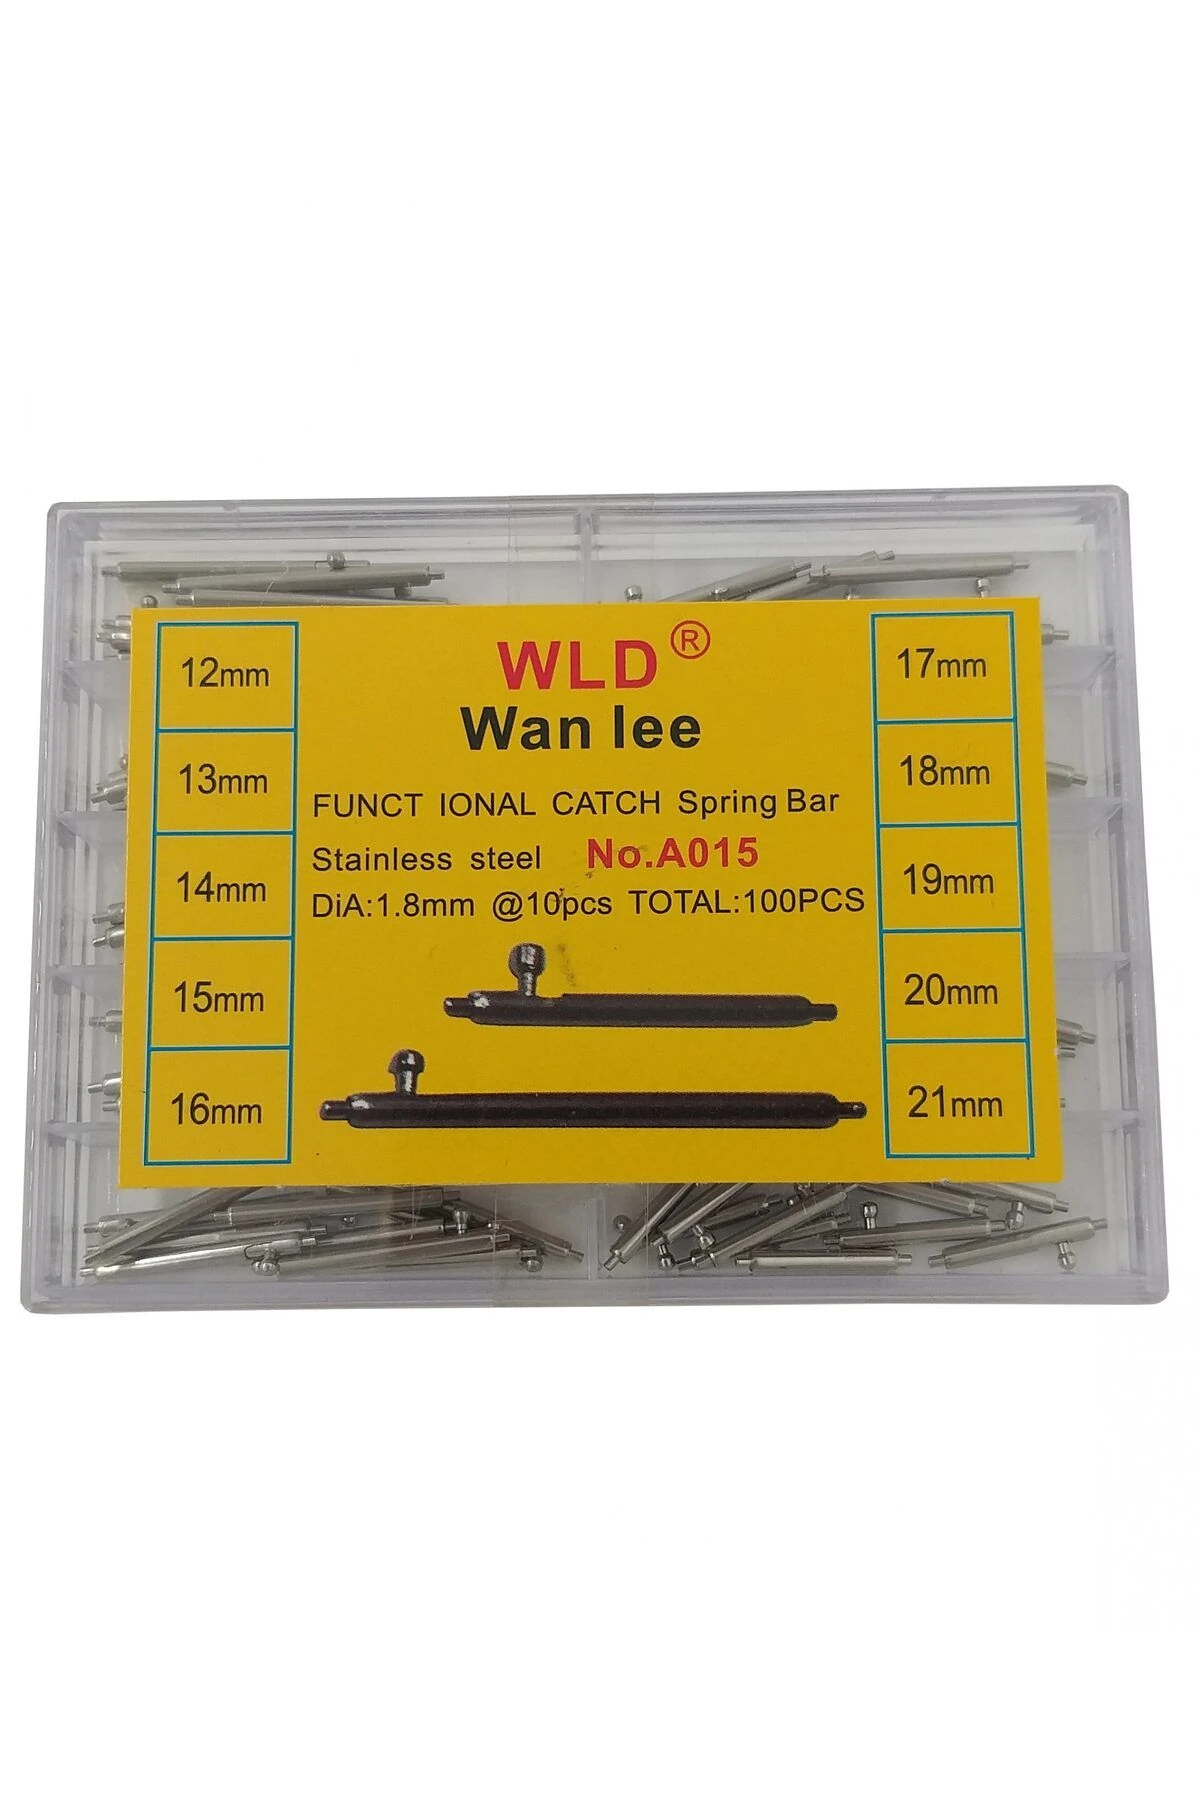 WLD®
Wan lee
FUNCT IONAL CATCH Spring Bar
Stainless steel No.A015
DiA:1.8mm @10pcs TOTAL:100PCS
12mm
13mm
14mm
15mm
16mm
17mm
18mm
19mm
20mm
21mm